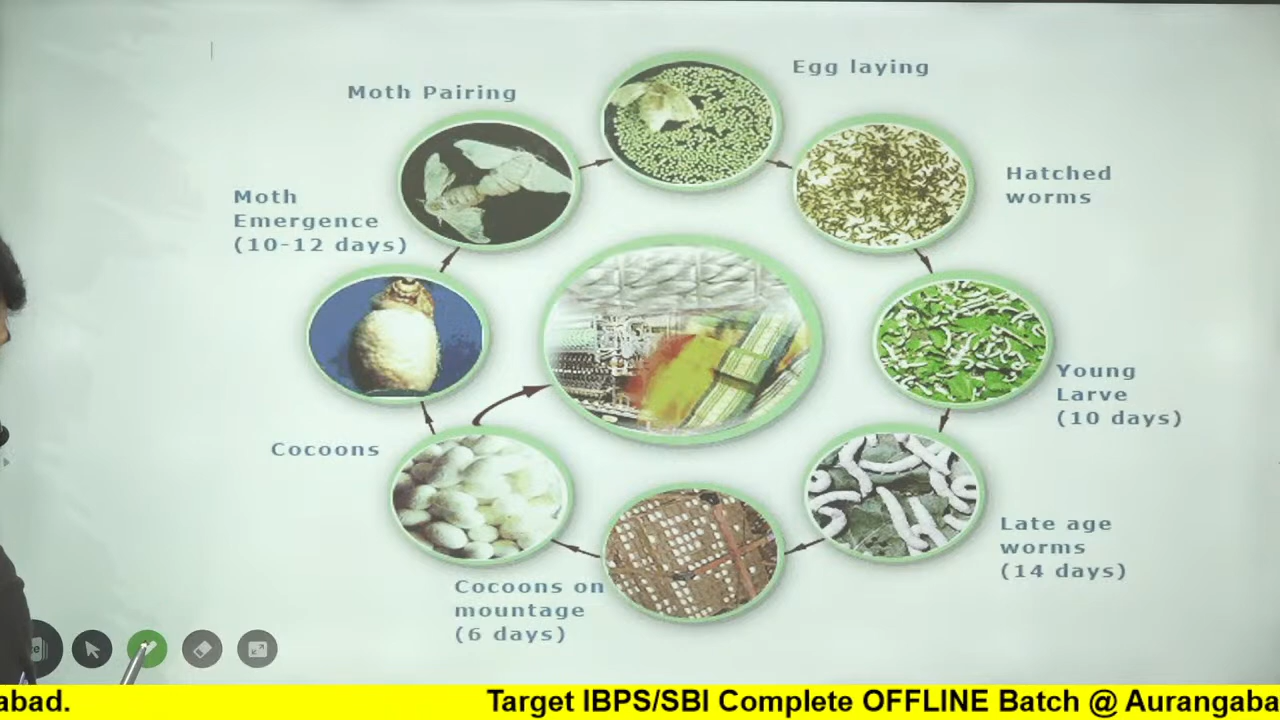 Egg laying
Moth Pairing
Hatched
worms
Moth
Emergence
(10-12 days)
Young
Larve
(10 days)
Cocoons
Late age
worms
(14 days)
Cocoons on
mountage
(6 days)
abad.
Target IBPS/SBI Complete OFFLINE Batch @ Aurangaba